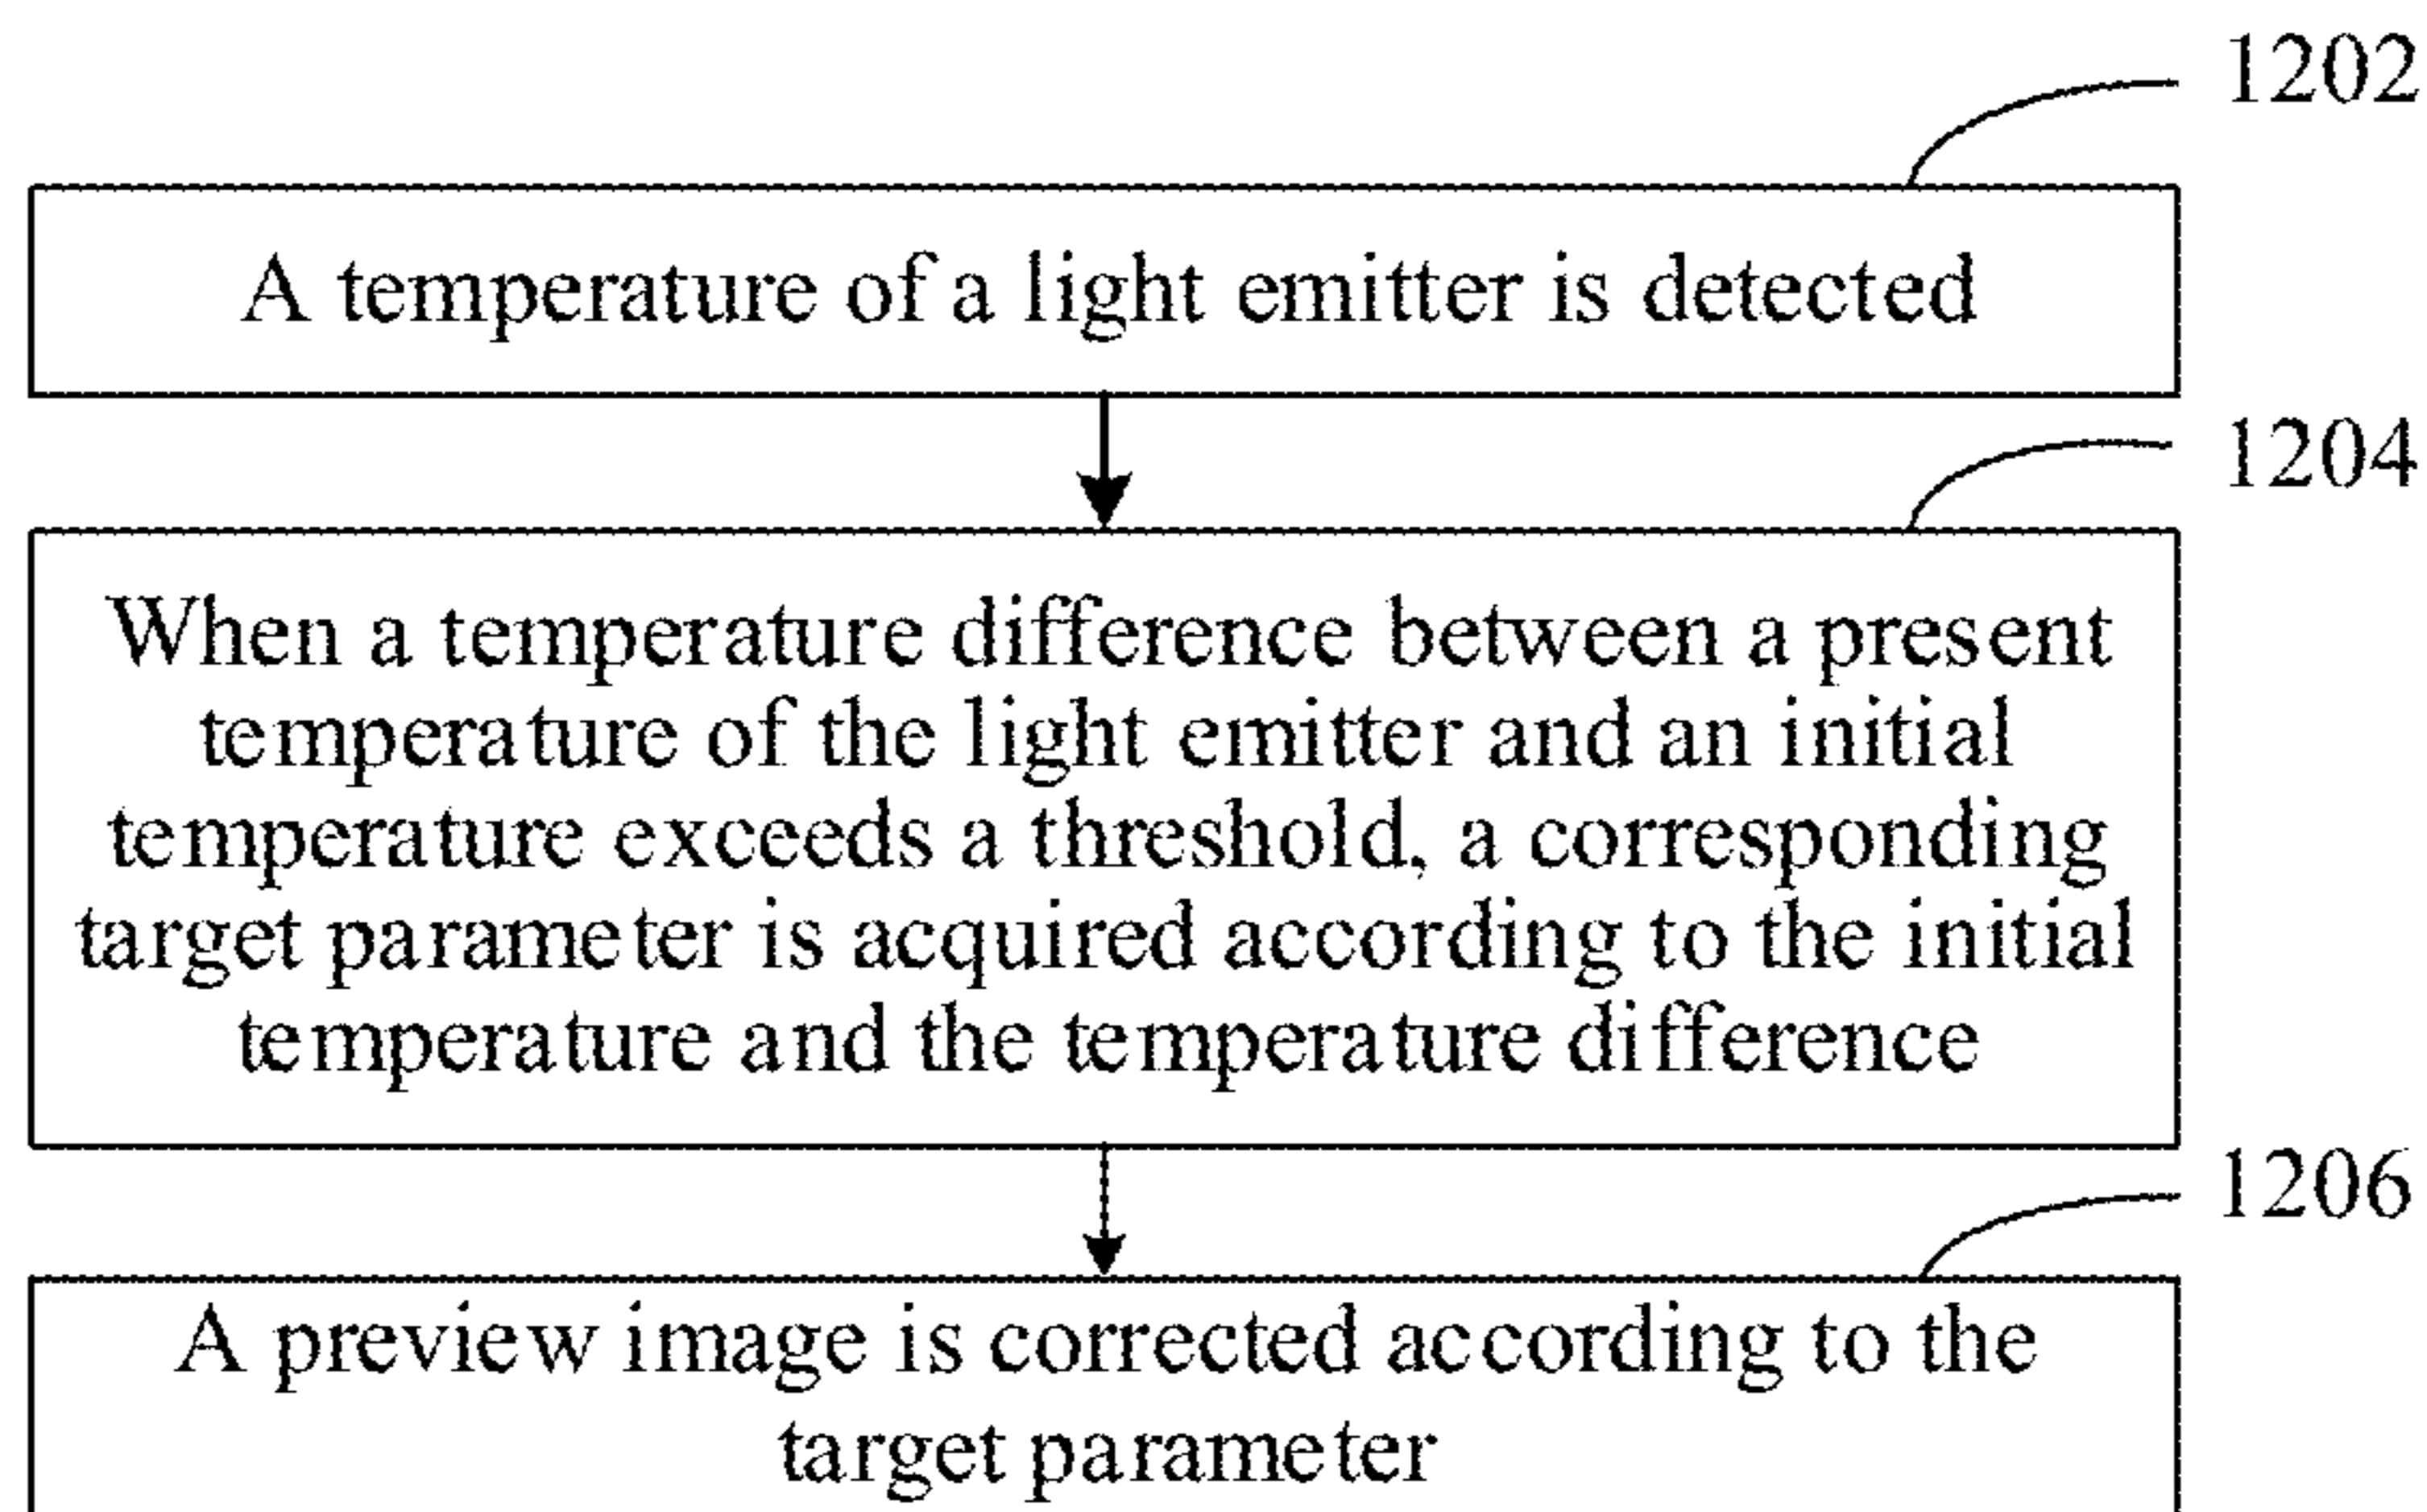 1202
A temperature of a light emitter is detected
1204
When a temperature difference between a present
temperature of the light emitter and an initial
temperature exceeds a threshold, a corresponding
target parameter is acquired according to the initial
temperature and the temperature difference
1206
A preview image is corrected according to the
target parameter